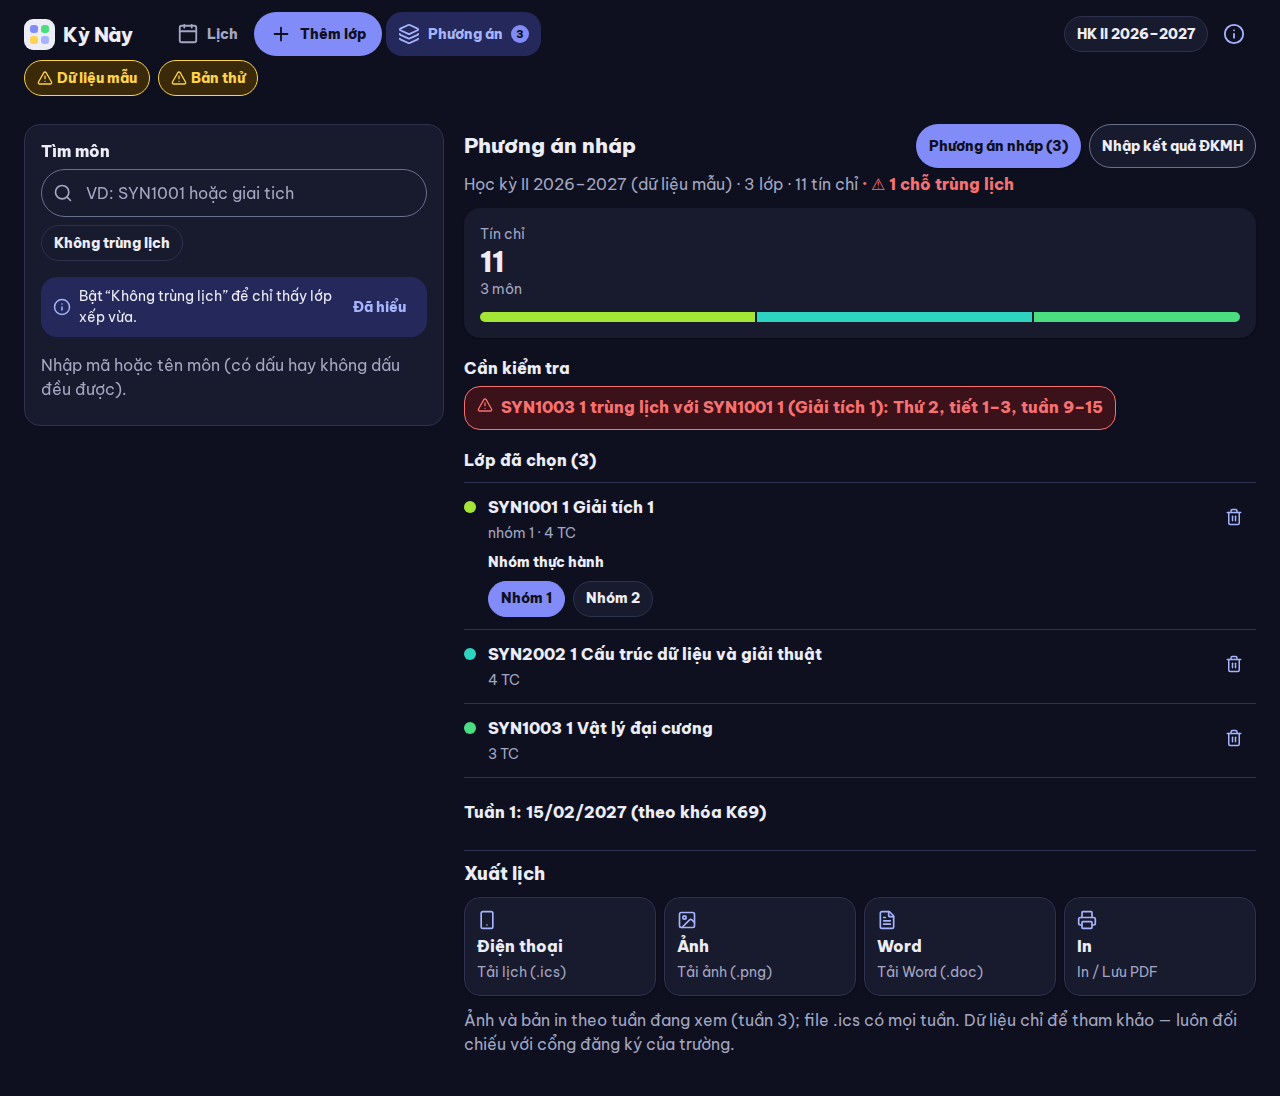 Kỳ Này
Lịch
Thêm lớp
Phương án 3
HK II 2026–2027
Dữ liệu mẫu
Bản thử
Tìm môn
VD: SYN1001 hoặc giai tich
Không trùng lịch
Bật “Không trùng lịch” để chỉ thấy lớp
xếp vừa.
Đã hiểu
Nhập mã hoặc tên môn (có dấu hay không dấu
đều được).
Phương án nháp
Phương án nháp (3)
Nhập kết quả ĐKMH
Học kỳ II 2026–2027 (dữ liệu mẫu) · 3 lớp · 11 tín chỉ · ⚠ 1 chỗ trùng lịch
Tín chỉ
11
3 môn
Cần kiểm tra
SYN1003 1 trùng lịch với SYN1001 1 (Giải tích 1): Thứ 2, tiết 1–3, tuần 9–15
Lớp đã chọn (3)
SYN1001 1 Giải tích 1
nhóm 1 · 4 TC
Nhóm thực hành
Nhóm 1
Nhóm 2
SYN2002 1 Cấu trúc dữ liệu và giải thuật
4 TC
SYN1003 1 Vật lý đại cương
3 TC
Tuần 1: 15/02/2027 (theo khóa K69)
Xuất lịch
Điện thoại
Tải lịch (.ics)
Ảnh
Tải ảnh (.png)
Word
Tải Word (.doc)
In
In / Lưu PDF
Ảnh và bản in theo tuần đang xem (tuần 3); file .ics có mọi tuần. Dữ liệu chỉ để tham khảo — luôn đối
chiếu với cổng đăng ký của trường.